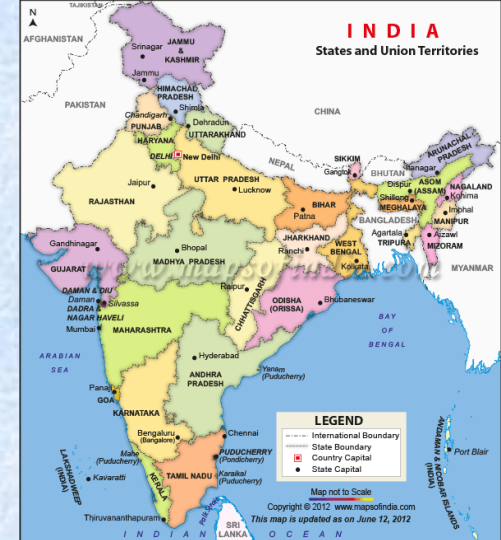 TAJIKISTAN
N
INDIA
States and Union Territories
AFGHANISTAN
JAMMU
& KASHMIR
Srinagar
Jammu
PAKISTAN
HIMACHAL
PRADESH
Shimla
Chandigarh
PUNJAB
Dehradun
UTTARAKHAND
CHINA
HARYANA
DELHI
New Delhi
NEPAL
SIKKIM
Gangtok
BHUTAN
ARUNACHAL
PRADESH
Itanagar
Jaipur
RAJASTHAN
UTTAR PRADESH
Lucknow
Dispur
ASOM
(ASSAM)
NAGALAND
Kohima
Shillong
MEGHALAYA
Imphal
MANIPUR
BIHAR
Patna
BANGLADESH
Agartala
TRIPURA
Aizawl
MIZORAM
MYANMAR
Gandhinagar
GUJARAT
Bhopal
MADHYA PRADESH
JHARKHAND
Ranchi
WEST
BENGAL
Kolkata
www.mapsofindia.com
DAMAN & DIU
Daman
Silvassa
DADRA &
NAGAR HAVELI
Mumbai
MAHARASHTRA
Raipur
CHHATTISGARH
ODISHA
(ORISSA)
Bhubaneswar
BAY
OF
BENGAL
ARABIAN
SEA
Hyderabad
ANDHRA
PRADESH
Yanam
(Puducherry)
Panaji
GOA
KARNATAKA
Bengaluru
(Bangalore)
Chennai
PUDUCHERRY
(Pondicherry)
Mahe
(Puducherry)
Karaikal
(Puducherry)
TAMIL NADU
KERALA
LAKSHADWEEP
(INDIA)
Kavaratti
Thiruvananthapuram
Palk Strait
SRI
LANKA
INDIAN OCEAN
ANDAMAN & NICOBAR ISLANDS
(INDIA)
Port Blair
LEGEND
International Boundary
State Boundary
Country Capital
State Capital
Map not to Scale
Copyright © 2012 www.mapsofindia.com
This map is updated as on June 12, 2012